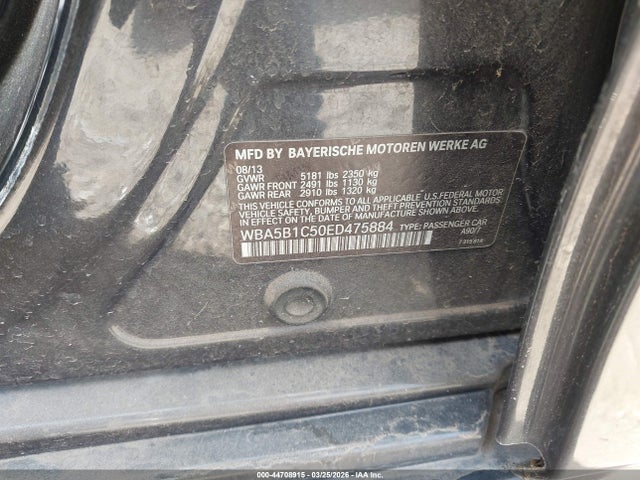 MFD BY BAYERISCHE MOTOREN WERKE AG
08/13
GVWR 5181 lbs 2350 kg
GAWR FRONT 2491 lbs 1130 kg
GAWR REAR 2910 lbs 1320 kg
THIS VEHICLE CONFORMS TO ALL APPLICABLE U.S. FEDERAL MOTOR
VEHICLE SAFETY, BUMPER AND THEFT PREVENTION STANDARDS
IN EFFECT ON THE DATE OF MANUFACTURE SHOWN ABOVE.
WBA5B1C50ED475884 TYPE: PASSENGER CAR
A90/7
000-44708915 - 03/25/2026 - IAAI.COM